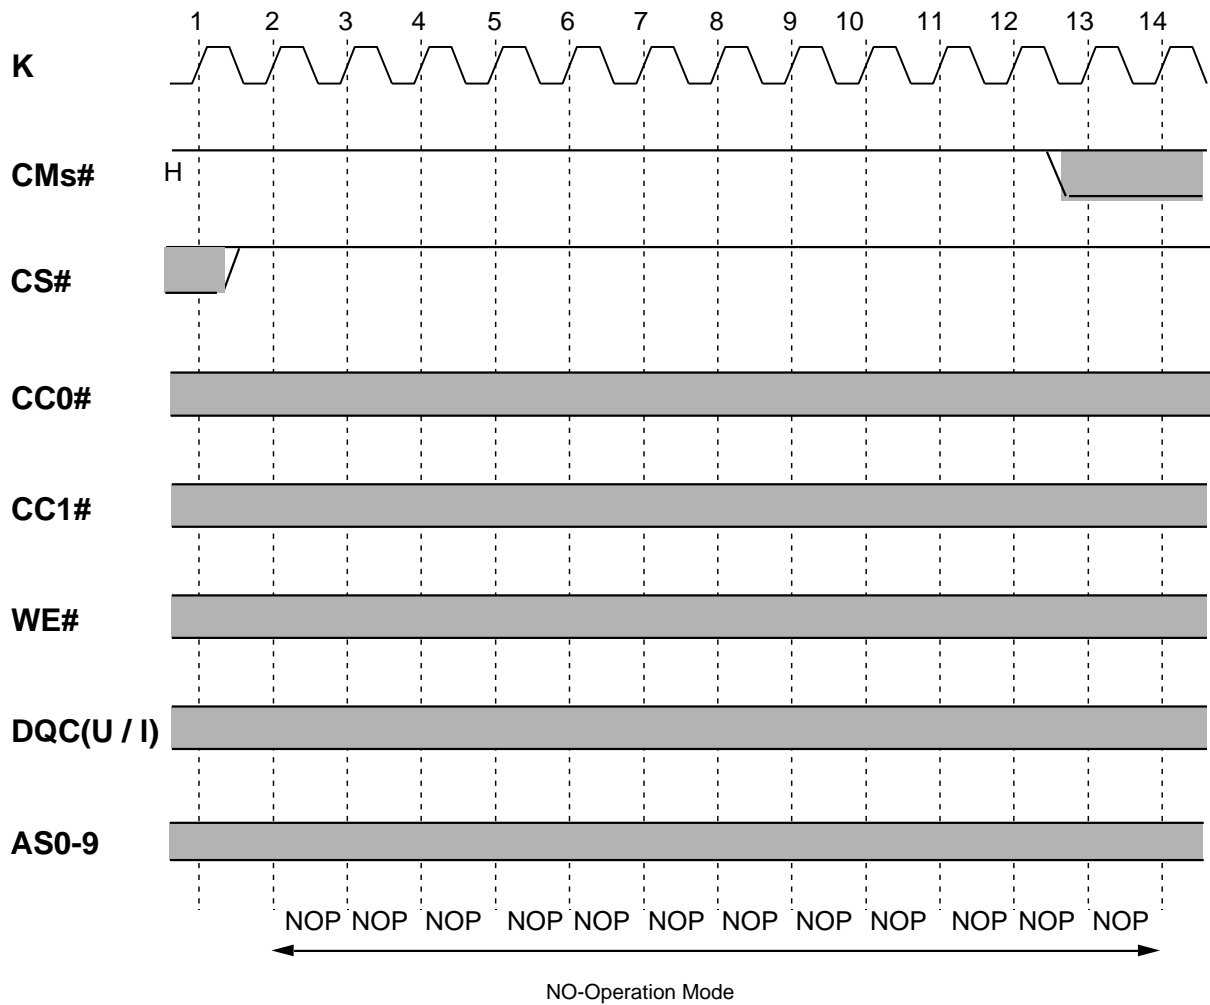 1 2 3 4 5 6 7 8 9 10 11 12 13 14
K
CMs# H
CS#
CC0#
CC1#
WE#
DQC(U / l)
AS0-9
NOP NOP NOP NOP NOP NOP NOP NOP NOP NOP NOP NOP
NO-Operation Mode